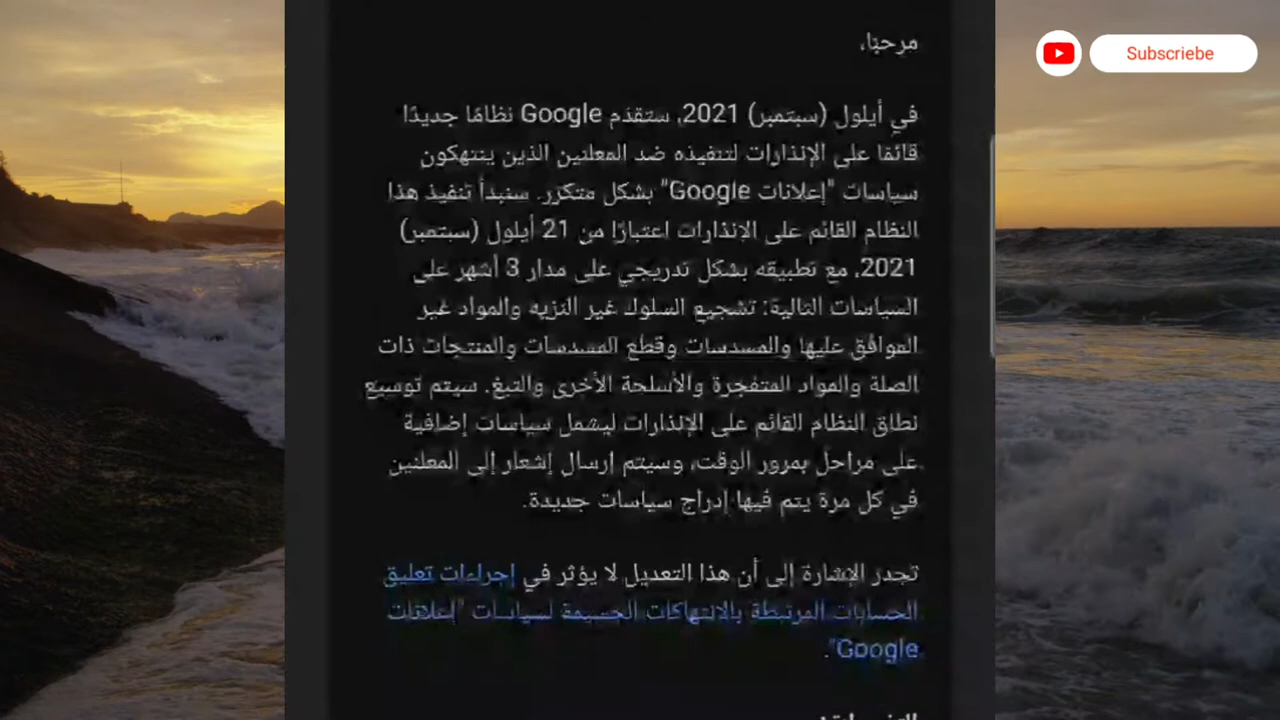 Subscriebe
مرحبًا،
في أيلول (سبتمبر) 2021، ستقدّم Google نظامًا جديدًا
قائمًا على الإنذارات لتنفيذه ضد المعلنين الذين ينتهكون
سياسات "إعلانات Google" بشكل متكرر. سنبدأ تنفيذ هذا
النظام القائم على الإنذارات اعتبارًا من 21 أيلول (سبتمبر)
2021، مع تطبيقه بشكل تدريجي على مدار 3 أشهر على
السياسات التالية: تشجيع السلوك غير النزيه والمواد غير
الموافَق عليها والمسدسات وقطع المسدسات والمنتجات ذات
الصلة والمواد المتفجرة والأسلحة الأخرى والتبغ. سيتم توسيع
نطاق النظام القائم على الإنذارات ليشمل سياسات إضافية
على مراحل بمرور الوقت، وسيتم إرسال إشعار إلى المعلنين
في كل مرة يتم فيها إدراج سياسات جديدة.
تجدر الإشارة إلى أن هذا التعديل لا يؤثر في إجراءات تعليق
الحسابات المرتبطة بالانتهاكات الجسيمة لسياسات "إعلانات
Google".